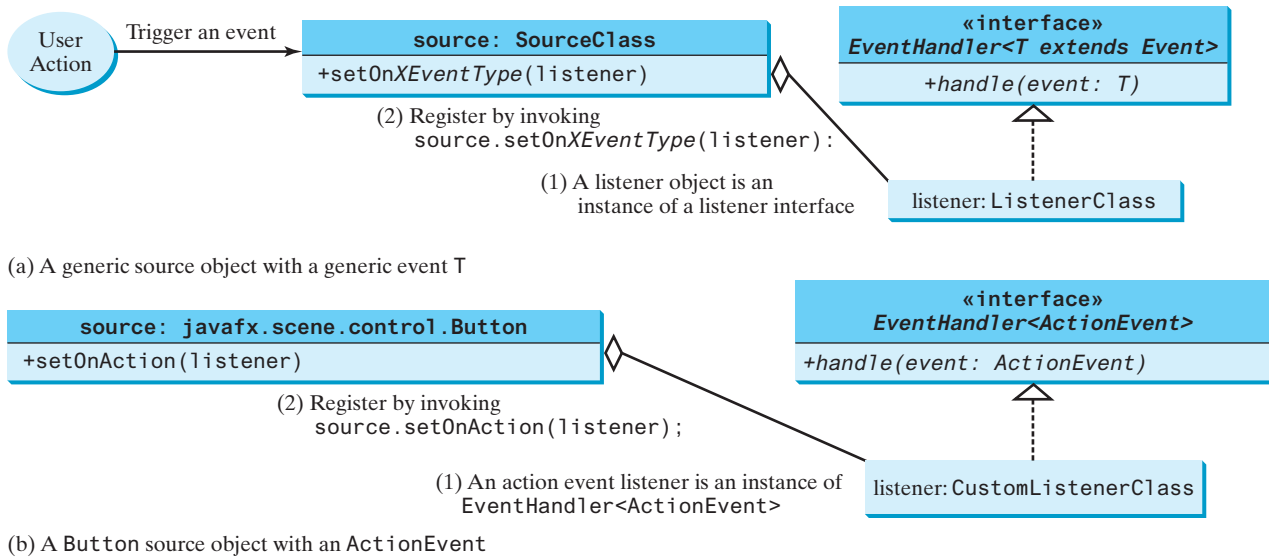 User
Action
Trigger an event
source: SourceClass
+setOnXEventType(listener)
«interface»
EventHandler<T extends Event>
+handle(event: T)
(2) Register by invoking
source.setOnXEventType(listener):
(1) A listener object is an
instance of a listener interface
listener: ListenerClass
(a) A generic source object with a generic event T
source: javafx.scene.control.Button
+setOnAction(listener)
«interface»
EventHandler<ActionEvent>
+handle(event: ActionEvent)
(2) Register by invoking
source.setOnAction(listener);
(1) An action event listener is an instance of
EventHandler<ActionEvent>
listener: CustomListenerClass
(b) A Button source object with an ActionEvent